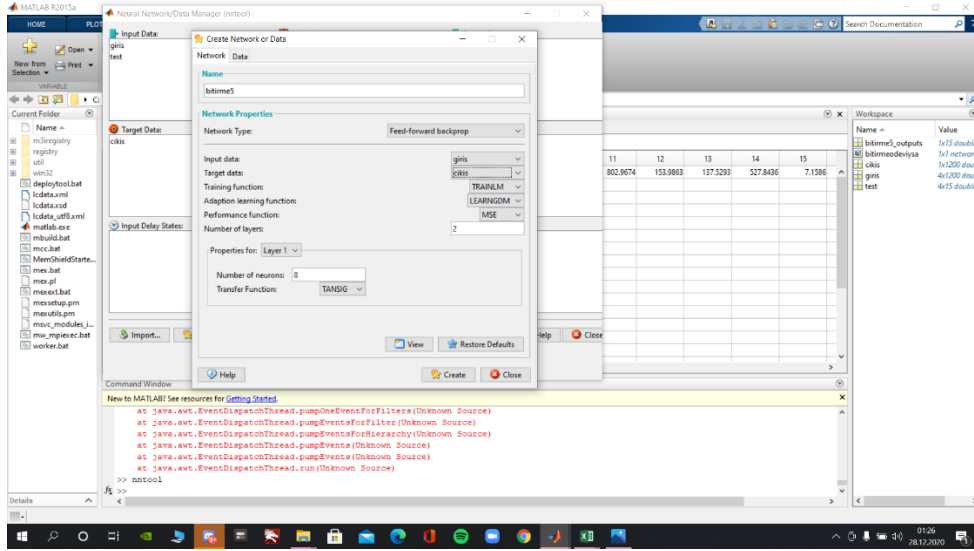 MATLAB R2015a
HOME
PLOT
Search Documentation
New from
Selection
Open
Print
VARIABLE
C:
Current Folder
Name
m3iregistry
registry
util
win32
deploytool.bat
lcdata.xml
lcdata.xsd
lcdata_utf8.xml
matlab.exe
mbuild.bat
mcc.bat
MemShieldStarte...
mex.bat
mex.pl
mexext.bat
mexsetup.pm
mexutils.pm
msvc_modules_i...
mw_mpiexec.bat
worker.bat
Details
Neural Network/Data Manager (nntool)
Input Data:
giris
test
Target Data:
cikis
Input Delay States:
Import...
Help
Close
Create Network or Data
Network
Data
Name
bitirme5
Network Properties
Network Type:
Feed-forward backprop
Input data:
giris
Target data:
cikis
Training function:
TRAINLM
Adaption learning function:
LEARNGDM
Performance function:
MSE
Number of layers:
2
Properties for:
Layer 1
Number of neurons:
8
Transfer Function:
TANSIG
View
Restore Defaults
Help
Create
Close
11 12 13 14 15
802.9674 153.9863 137.5293 527.8436 7.1586
Workspace
Name
Value
bitirme5_outputs
1x15 doubl
bitirmeodeviysa
1x1 networ
cikis
1x1200 dou
giris
4x1200 dou
test
4x15 doubl
Command Window
New to MATLAB? See resources for Getting Started.
at java.awt.EventDispatchThread.pumpOneEventForFilters(Unknown Source)
at java.awt.EventDispatchThread.pumpEventsForFilter(Unknown Source)
at java.awt.EventDispatchThread.pumpEventsForHierarchy(Unknown Source)
at java.awt.EventDispatchThread.pumpEvents(Unknown Source)
at java.awt.EventDispatchThread.pumpEvents(Unknown Source)
at java.awt.EventDispatchThread.run(Unknown Source)
>> nntool
fx >>
01:26
28.12.2020